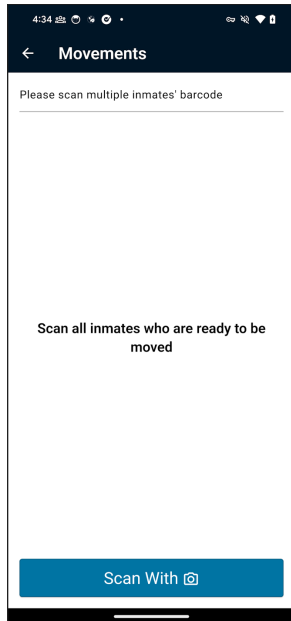 4:34
Movements
Please scan multiple inmates' barcode
Scan all inmates who are ready to be
moved
Scan With